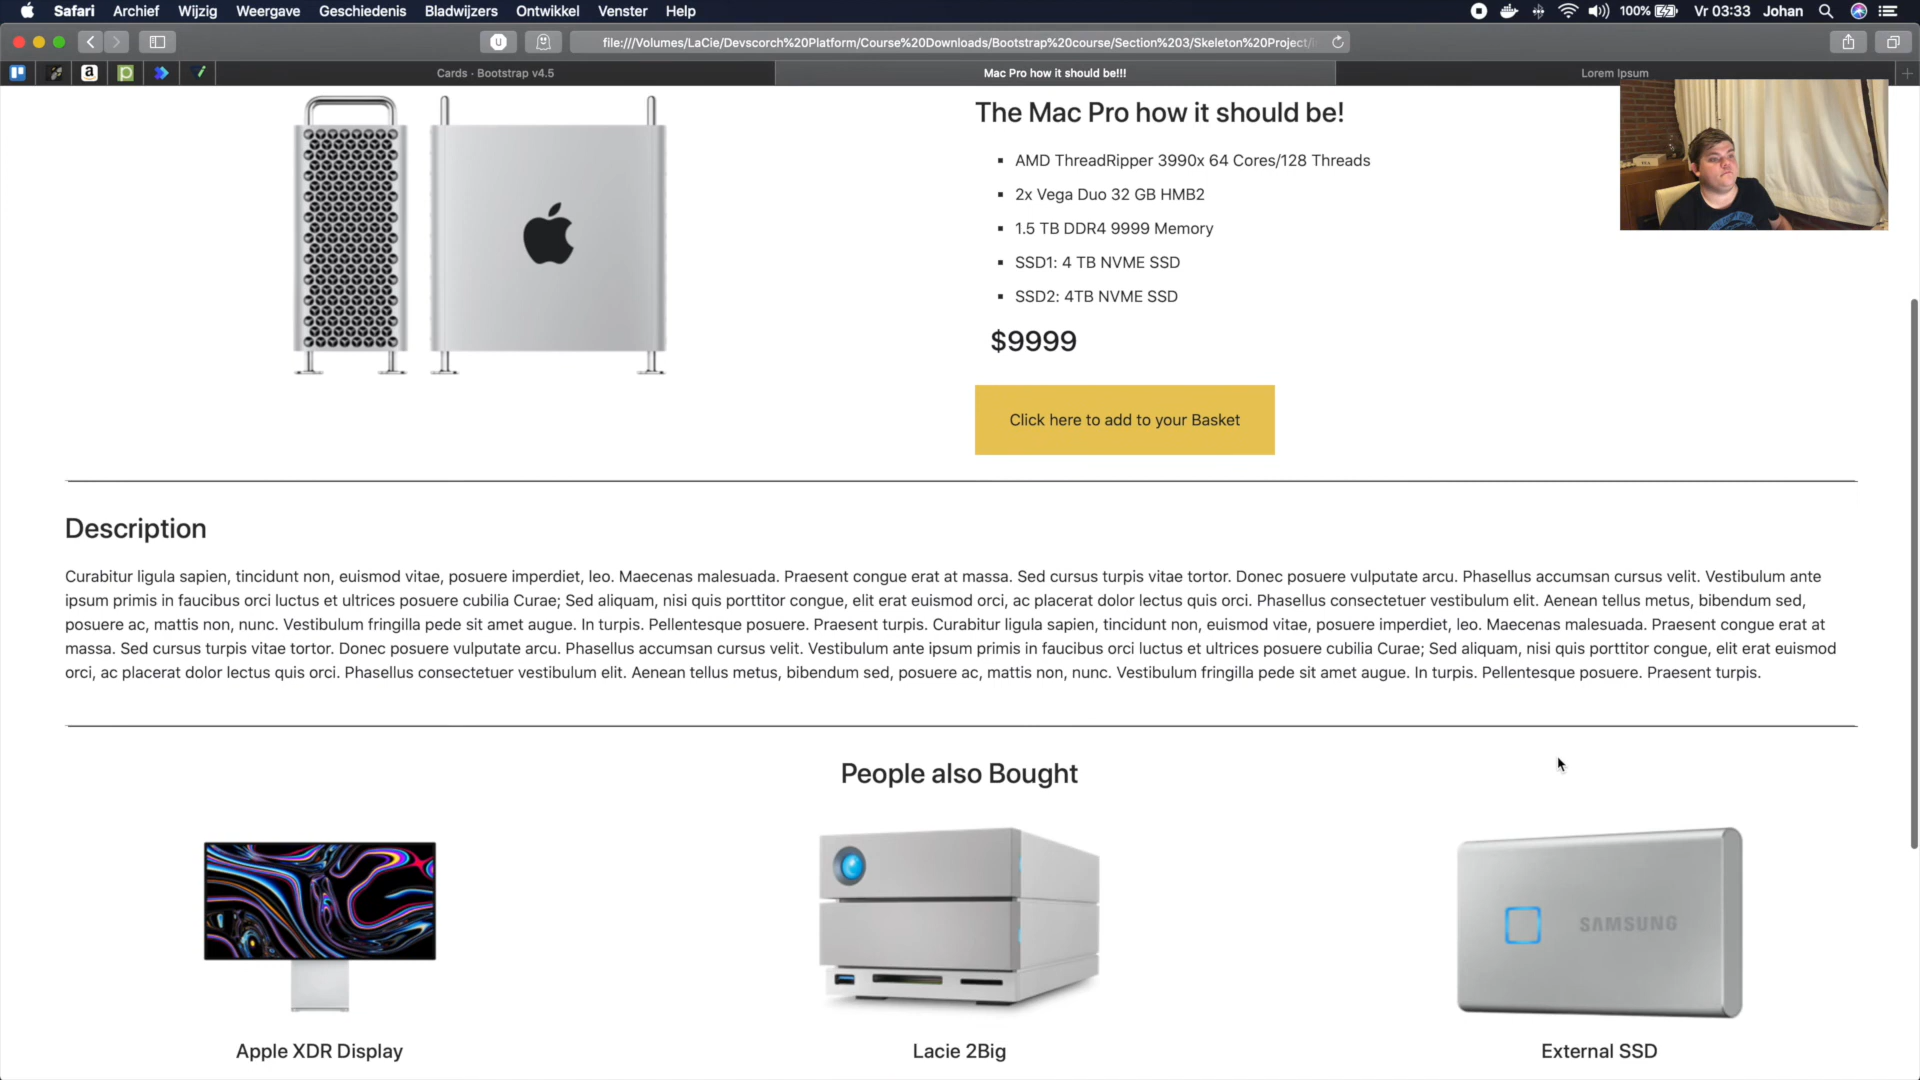 Safari Archief Wijzig Weergave Geschiedenis Bladwijzers Ontwikkel Venster Help 100% Vr 03:33 Johan
file:///Volumes/LaCie/Devscorch%20Platform/Course%20Downloads/Bootstrap%20course/Section%203/Skeleton%20Project/
Cards · Bootstrap v4.5 Mac Pro how it should be!!! Lorem Ipsum
The Mac Pro how it should be!
▪ AMD ThreadRipper 3990x 64 Cores/128 Threads
▪ 2x Vega Duo 32 GB HMB2
▪ 1.5 TB DDR4 9999 Memory
▪ SSD1: 4 TB NVME SSD
▪ SSD2: 4TB NVME SSD
$9999
Click here to add to your Basket
Description
Curabitur ligula sapien, tincidunt non, euismod vitae, posuere imperdiet, leo. Maecenas malesuada. Praesent congue erat at massa. Sed cursus turpis vitae tortor. Donec posuere vulputate arcu. Phasellus accumsan cursus velit. Vestibulum ante
ipsum primis in faucibus orci luctus et ultrices posuere cubilia Curae; Sed aliquam, nisi quis porttitor congue, elit erat euismod orci, ac placerat dolor lectus quis orci. Phasellus consectetuer vestibulum elit. Aenean tellus metus, bibendum sed,
posuere ac, mattis non, nunc. Vestibulum fringilla pede sit amet augue. In turpis. Pellentesque posuere. Praesent turpis. Curabitur ligula sapien, tincidunt non, euismod vitae, posuere imperdiet, leo. Maecenas malesuada. Praesent congue erat at
massa. Sed cursus turpis vitae tortor. Donec posuere vulputate arcu. Phasellus accumsan cursus velit. Vestibulum ante ipsum primis in faucibus orci luctus et ultrices posuere cubilia Curae; Sed aliquam, nisi quis porttitor congue, elit erat euismod
orci, ac placerat dolor lectus quis orci. Phasellus consectetuer vestibulum elit. Aenean tellus metus, bibendum sed, posuere ac, mattis non, nunc. Vestibulum fringilla pede sit amet augue. In turpis. Pellentesque posuere. Praesent turpis.
People also Bought
SAMSUNG
Apple XDR Display Lacie 2Big External SSD